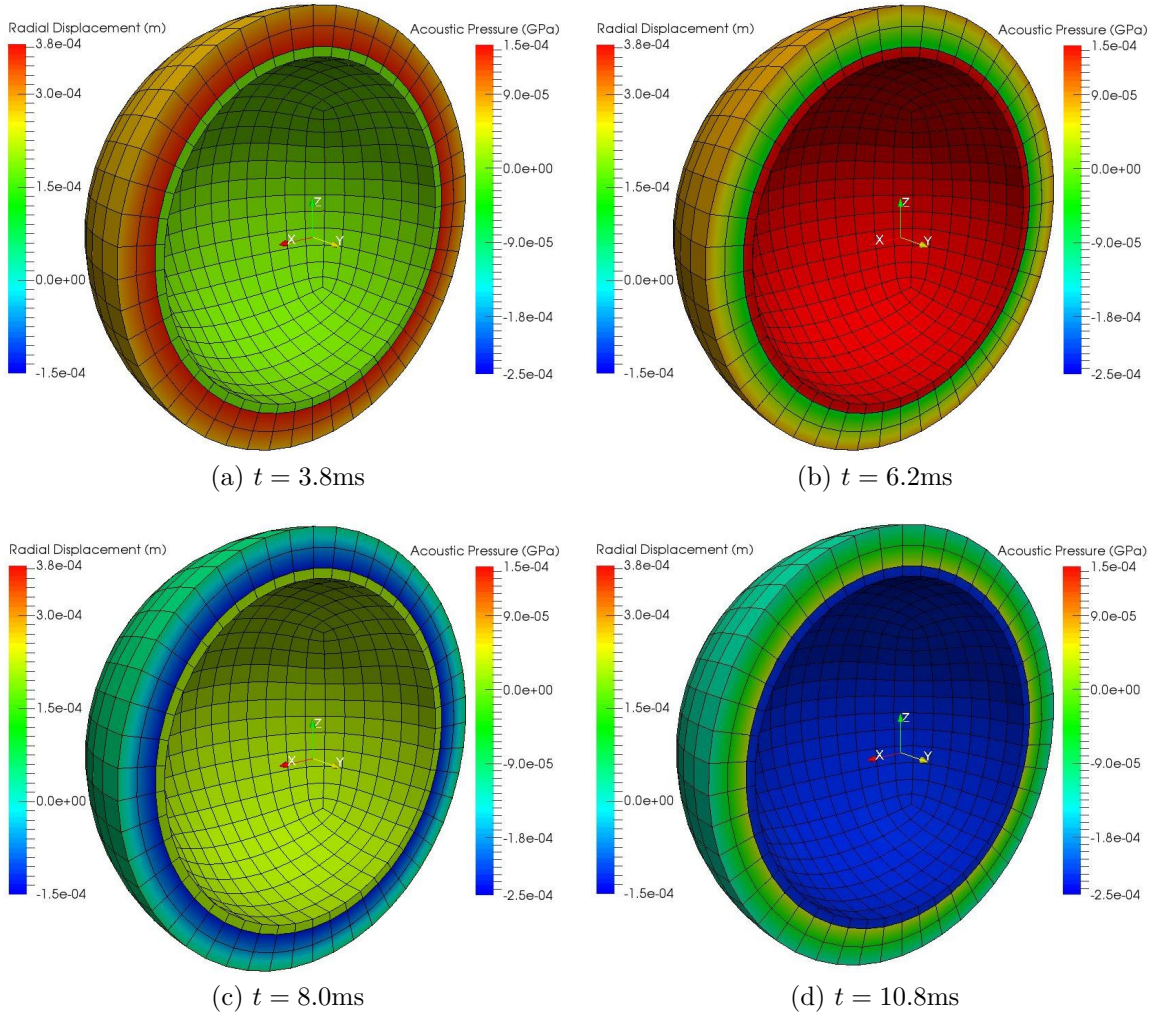 Radial Displacement (m)
3.8e-04
3.0e-04
1.5e-04
0.0e+00
-1.5e-04
Acoustic Pressure (GPa)
1.5e-04
9.0e-05
0.0e+00
-9.0e-05
-1.8e-04
-2.5e-04
Z
X
Y
(a) t = 3.8ms
Radial Displacement (m)
3.8e-04
3.0e-04
1.5e-04
0.0e+00
-1.5e-04
Acoustic Pressure (GPa)
1.5e-04
9.0e-05
0.0e+00
-9.0e-05
-1.8e-04
-2.5e-04
Z
X
Y
(b) t = 6.2ms
Radial Displacement (m)
3.8e-04
3.0e-04
1.5e-04
0.0e+00
-1.5e-04
Acoustic Pressure (GPa)
1.5e-04
9.0e-05
0.0e+00
-9.0e-05
-1.8e-04
-2.5e-04
Z
X
Y
(c) t = 8.0ms
Radial Displacement (m)
3.8e-04
3.0e-04
1.5e-04
0.0e+00
-1.5e-04
Acoustic Pressure (GPa)
1.5e-04
9.0e-05
0.0e+00
-9.0e-05
-1.8e-04
-2.5e-04
Z
X
Y
(d) t = 10.8ms